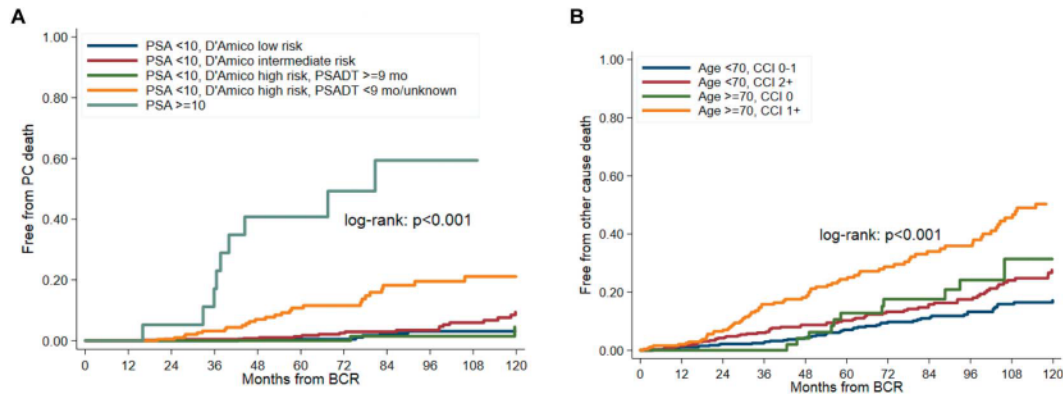 A
Free from PC death
1.00
0.80
0.60
0.40
0.20
0.00
PSA <10, D'Amico low risk
PSA <10, D'Amico intermediate risk
PSA <10, D'Amico high risk, PSADT >=9 mo
PSA <10, D'Amico high risk, PSADT <9 mo/unknown
PSA >=10
log-rank: p<0.001
0 12 24 36 48 60 72 84 96 108 120
Months from BCR
B
Free from other cause death
1.00
0.80
0.60
0.40
0.20
0.00
Age <70, CCI 0-1
Age <70, CCI 2+
Age >=70, CCI 0
Age >=70, CCI 1+
log-rank: p<0.001
0 12 24 36 48 60 72 84 96 108 120
Months from BCR